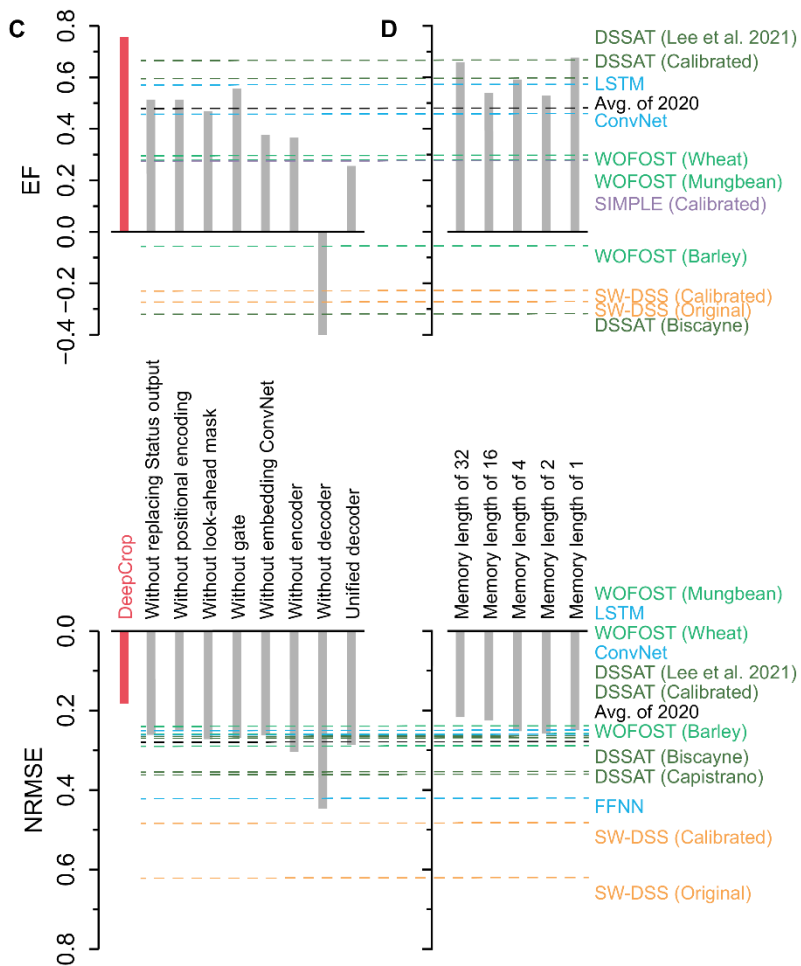 C
D
0.8
0.6
0.4
0.2
0.0
−0.2
−0.4
EF
DSSAT (Lee et al. 2021)
DSSAT (Calibrated)
LSTM
Avg. of 2020
ConvNet
WOFOST (Wheat)
WOFOST (Mungbean)
SIMPLE (Calibrated)
WOFOST (Barley)
SW-DSS (Calibrated)
SW-DSS (Original)
DSSAT (Biscayne)
DeepCrop
Without replacing Status output
Without positional encoding
Without look-ahead mask
Without gate
Without embedding ConvNet
Without encoder
Without decoder
Unified decoder
Memory length of 32
Memory length of 16
Memory length of 4
Memory length of 2
Memory length of 1
0.0
0.2
0.4
0.6
0.8
NRMSE
WOFOST (Mungbean)
LSTM
WOFOST (Wheat)
ConvNet
DSSAT (Lee et al. 2021)
DSSAT (Calibrated)
Avg. of 2020
WOFOST (Barley)
DSSAT (Biscayne)
DSSAT (Capistrano)
FFNN
SW-DSS (Calibrated)
SW-DSS (Original)